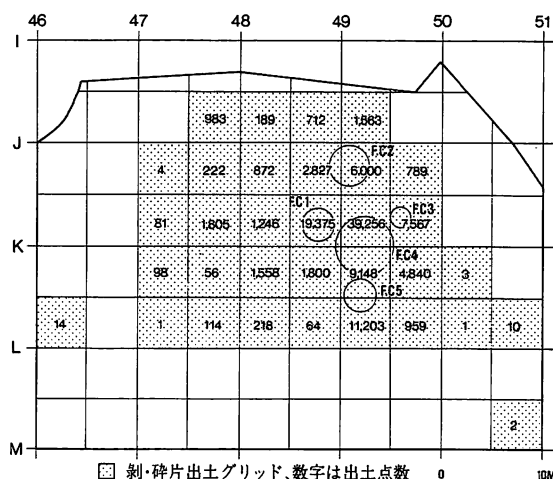 46 47 48 49 50 51
I
983 189 712 1,663
J
F.C2
4 222 872 2,827 6,000 789
F.C1 F.C3
81 1,605 1,246 19,375 39,256 7,567
K
F.C4
98 56 1,558 1,800 9,148 4,840 3
F.C5
14 1 114 218 64 11,203 959 1 10
L
2
M
剝・砕片出土グリッド、数字は出土点数 0 10M